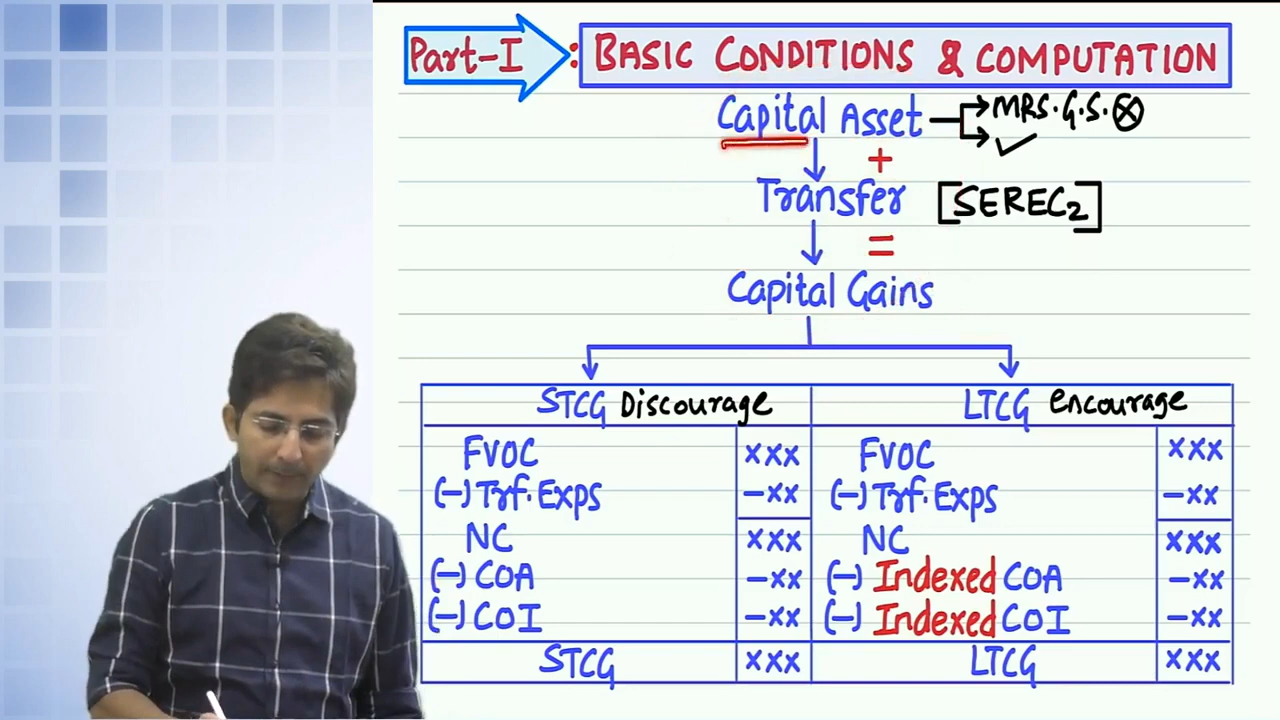 Part-I : BASIC CONDITIONS & COMPUTATION
Capital Asset MRS.G.S. ⊗
✓
+
Transfer [SEREC2]
=
Capital Gains
STCG Discourage LTCG encourage
FVOC xxx FVOC xxx
(-) Trf. Exps -xx (-) Trf. Exps -xx
NC xxx NC xxx
(-) COA -xx (-) Indexed COA -xx
(-) COI -xx (-) Indexed COI -xx
STCG xxx LTCG xxx